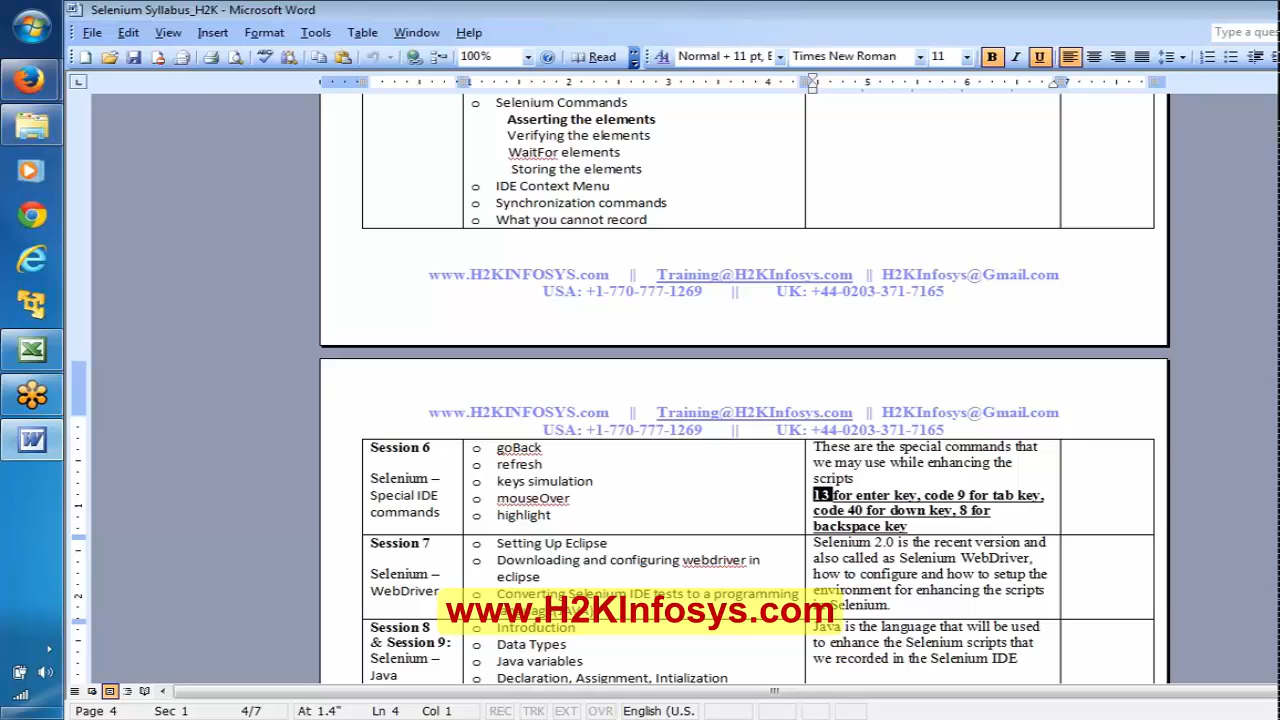 Selenium Syllabus_H2K - Microsoft Word
File Edit View Insert Format Tools Table Window Help
Type a ques
100% Read Normal + 11 pt, E Times New Roman 11 B I U
1 2 3 4 5 6 7
o Selenium Commands
Asserting the elements
Verifying the elements
WaitFor elements
Storing the elements
o IDE Context Menu
o Synchronization commands
o What you cannot record
www.H2KINFOSYS.com || Training@H2KInfosys.com || H2KInfosys@Gmail.com
USA: +1-770-777-1269 || UK: +44-0203-371-7165
www.H2KINFOSYS.com || Training@H2KInfosys.com || H2KInfosys@Gmail.com
USA: +1-770-777-1269 || UK: +44-0203-371-7165
Session 6
Selenium –
Special IDE
commands
o goBack
o refresh
o keys simulation
o mouseOver
o highlight
These are the special commands that
we may use while enhancing the
scripts
13 for enter key, code 9 for tab key,
code 40 for down key, 8 for
backspace key
Session 7
Selenium –
WebDriver
o Setting Up Eclipse
o Downloading and configuring webdriver in
eclipse
o Converting Selenium IDE tests to a programming
Selenium 2.0 is the recent version and
also called as Selenium WebDriver,
how to configure and how to setup the
environment for enhancing the scripts
in Selenium.
www.H2KInfosys.com
Session 8
& Session 9:
Selenium –
Java
o Introduction
o Data Types
o Java variables
o Declaration, Assignment, Intialization
Java is the language that will be used
to enhance the Selenium scripts that
we recorded in the Selenium IDE
Page 4 Sec 1 4/7 At 1.4" Ln 4 Col 1 REC TRK EXT OVR English (U.S.